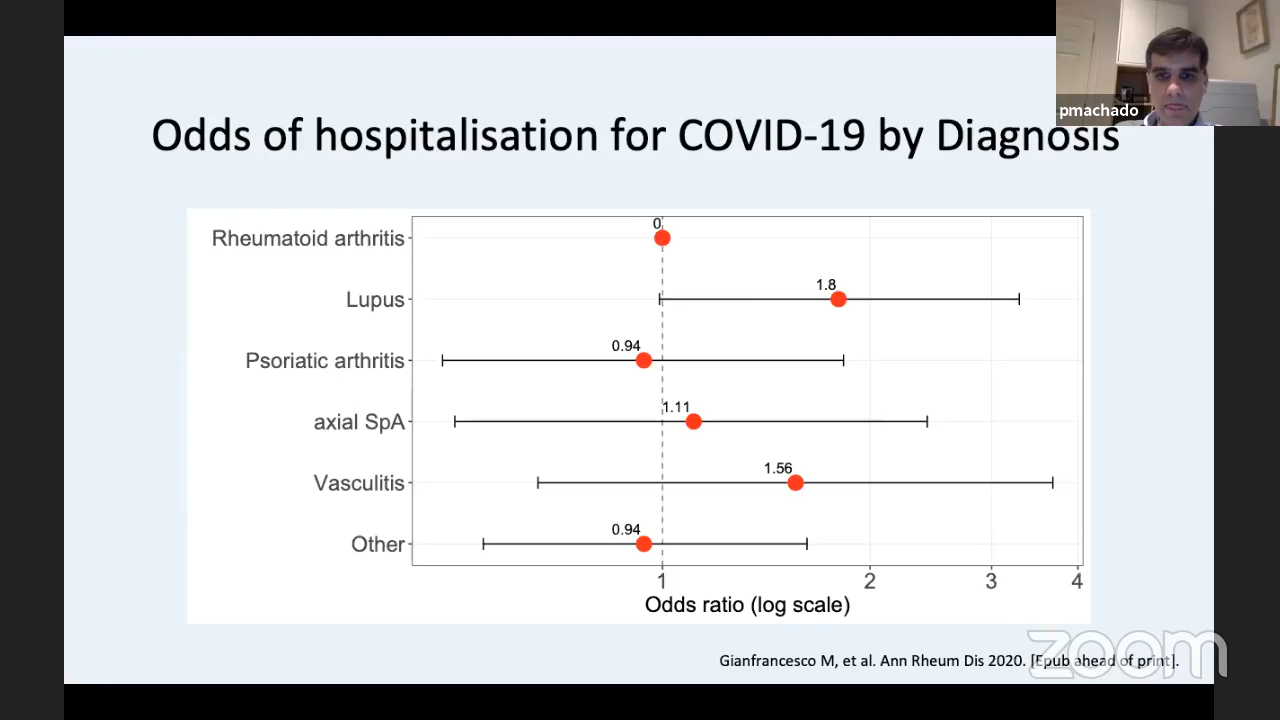 pmachado
Odds of hospitalisation for COVID-19 by Diagnosis
Rheumatoid arthritis
0
Lupus
1.8
Psoriatic arthritis
0.94
axial SpA
1.11
Vasculitis
1.56
Other
0.94
1 2 3 4
Odds ratio (log scale)
Gianfrancesco M, et al. Ann Rheum Dis 2020. [Epub ahead of print].
zoom